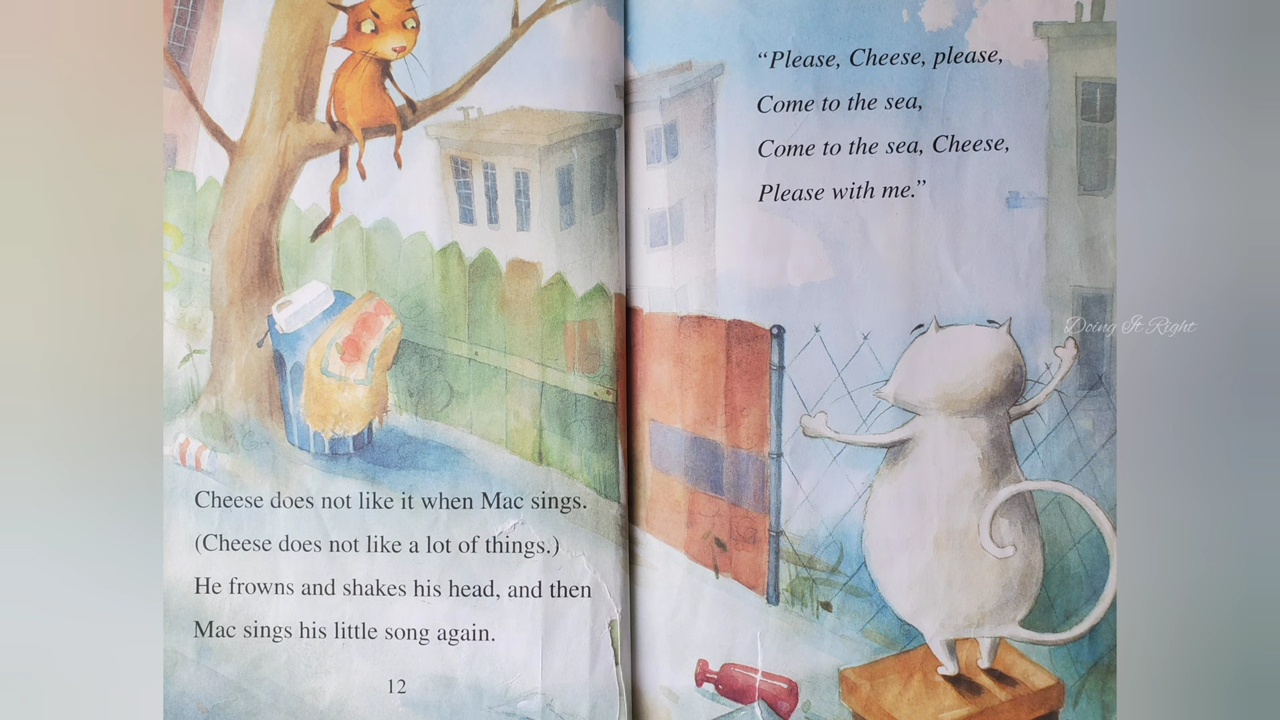 Cheese does not like it when Mac sings.
(Cheese does not like a lot of things.)
He frowns and shakes his head, and then
Mac sings his little song again.
12
“Please, Cheese, please,
Come to the sea,
Come to the sea, Cheese,
Please with me.”
Doing It Right